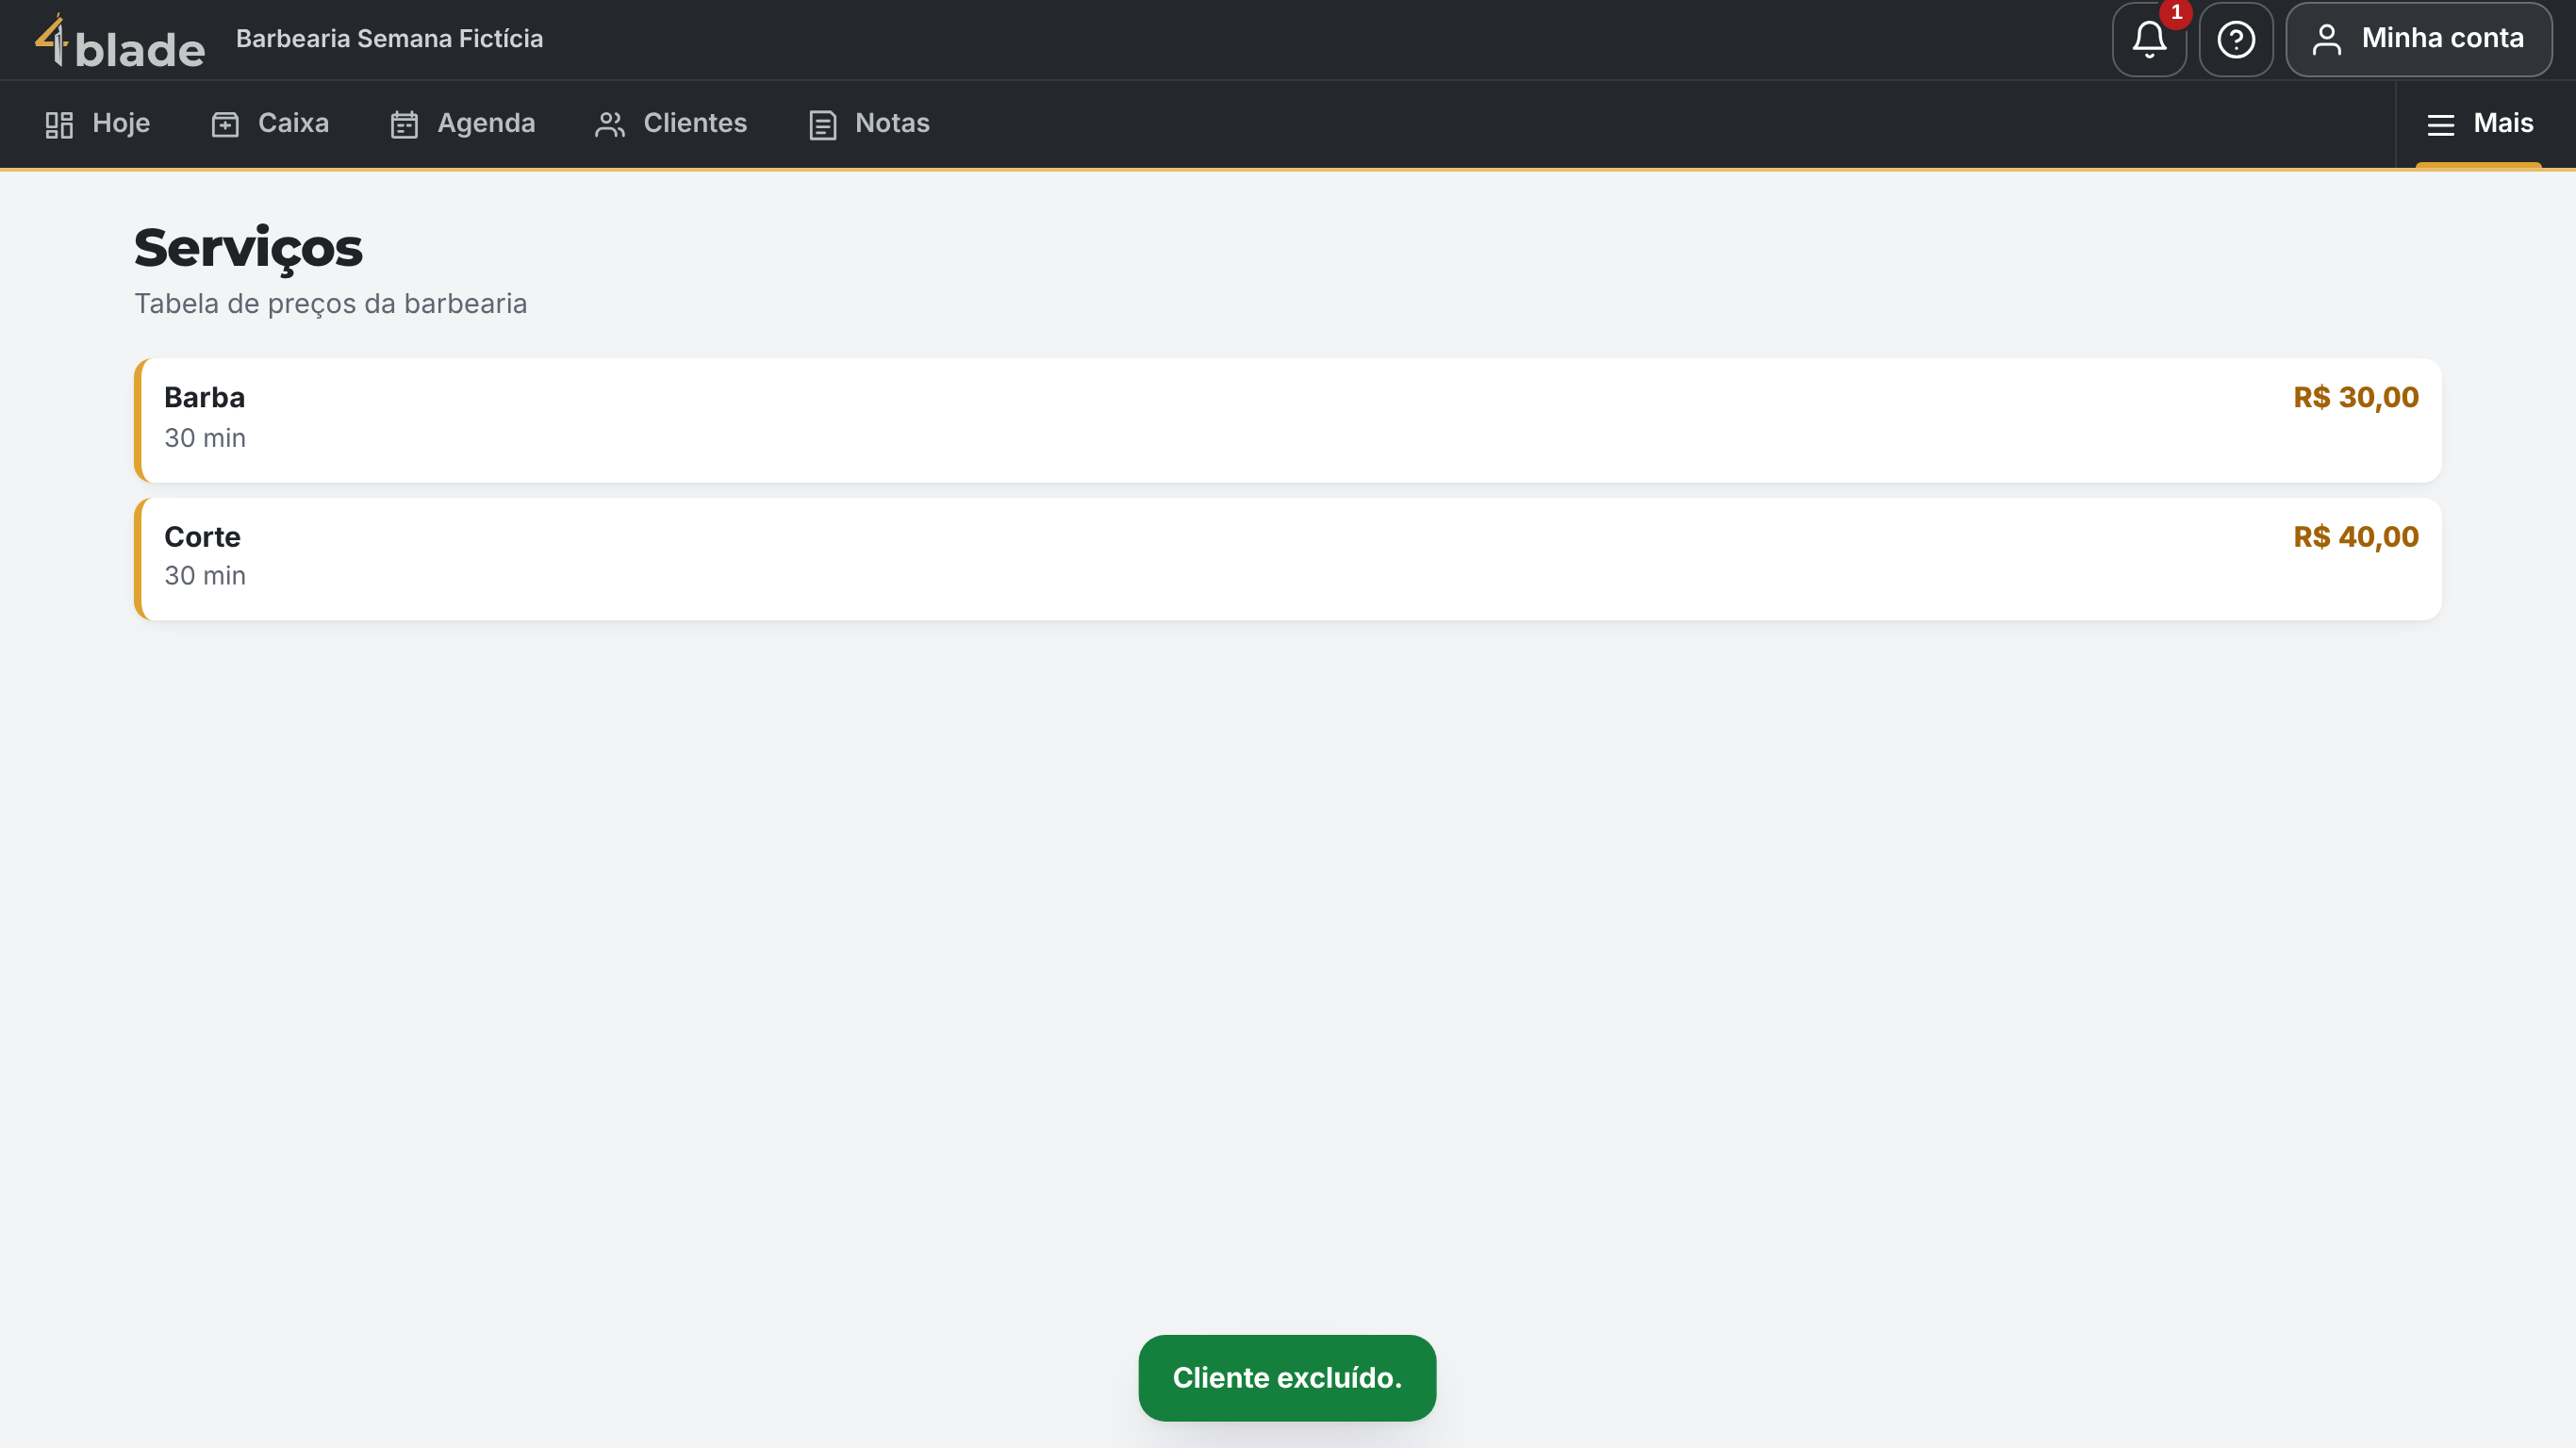 4blade Barbearia Semana Fictícia 1 Minha conta
Hoje Caixa Agenda Clientes Notas Mais
Serviços
Tabela de preços da barbearia
Barba R$ 30,00
30 min
Corte R$ 40,00
30 min
Cliente excluído.